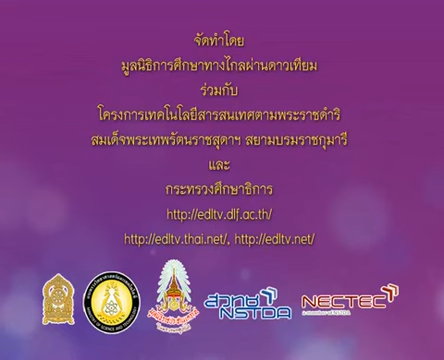 จัดทำโดย
มูลนิธิการศึกษาทางไกลผ่านดาวเทียม
ร่วมกับ
โครงการเทคโนโลยีสารสนเทศตามพระราชดำริ
สมเด็จพระเทพรัตนราชสุดาฯ สยามบรมราชกุมารี
และ
กระทรวงศึกษาธิการ
http://edltv.dlf.ac.th/
http://edltv.thai.net/, http://edltv.net/
สวทช
NSTDA
NECTEC
a member of NSTDA